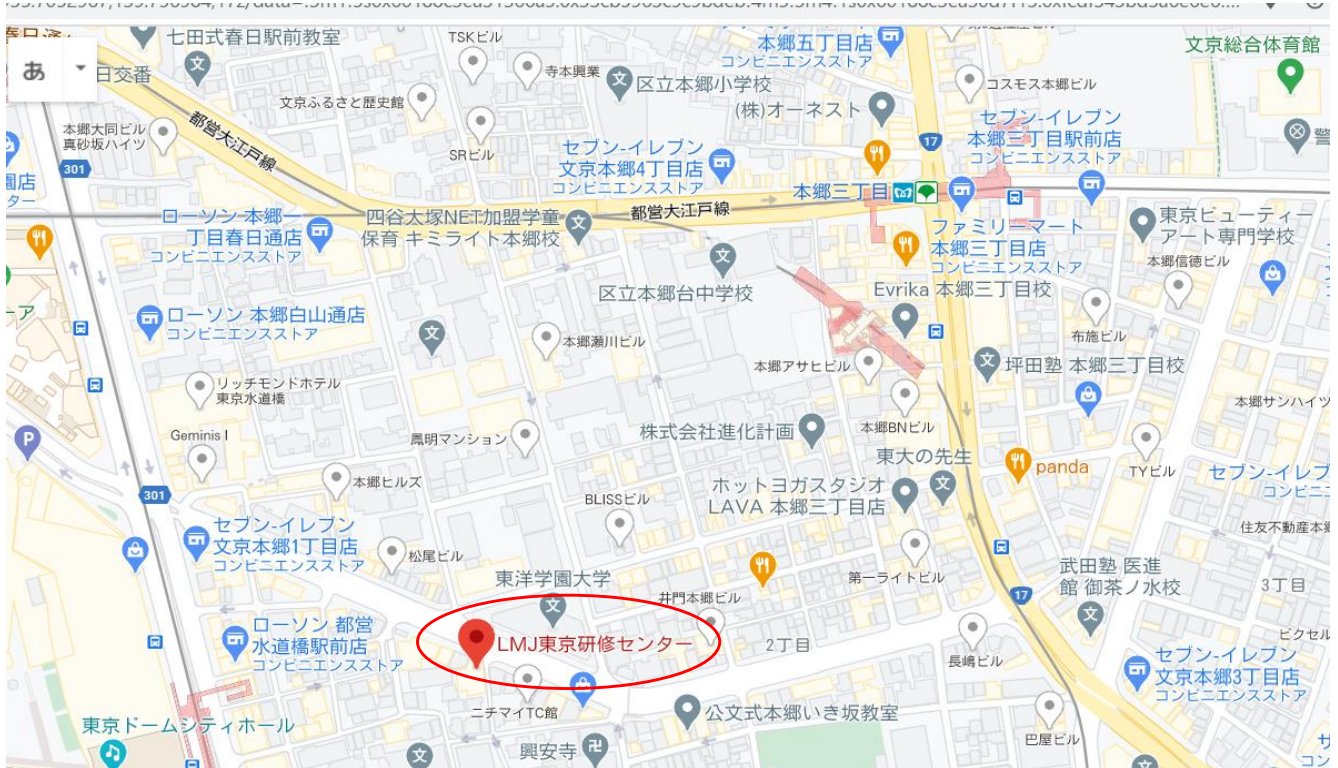 七田式春日駅前教室
TSKビル
本郷五丁目店
コンビニエンスストア
文京総合体育館
あ
日交番
寺本興業
区立本郷小学校
コスモス本郷ビル
文京ふるさと歴史館
(株)オーネスト
セブン-イレブン
本郷三丁目駅前店
コンビニエンスストア
本郷大同ビル
真砂坂ハイツ
都営大江戸線
SRビル
セブン-イレブン
文京本郷4丁目店
コンビニエンスストア
17
警
301
園店
ター
本郷三丁目
ローソン 本郷一
丁目春日通店
コンビニエンスストア
四谷大塚NET加盟学童
保育 キミライト本郷校
都営大江戸線
ファミリーマート
本郷三丁目店
コンビニエンスストア
東京ビューティー
アート専門学校
本郷信徳ビル
区立本郷台中学校
Evrika 本郷三丁目校
ーア
ローソン 本郷白山通店
コンビニエンスストア
本郷瀬川ビル
布施ビル
本郷アサヒビル
坪田塾 本郷三丁目校
リッチモンドホテル
東京水道橋
本郷サンハイツ
Geminis I
鳳明マンション
株式会社進化計画
本郷BNビル
P
東大の先生
panda
TYビル
セブン-イレブ
コンビニ
本郷ヒルズ
ホットヨガスタジオ
LAVA 本郷三丁目店
301
BLISSビル
セブン-イレブン
文京本郷1丁目店
コンビニエンスストア
住友不動産本郷
松尾ビル
東洋学園大学
第一ライトビル
武田塾 医進
館 御茶ノ水校
3丁目
井門本郷ビル
17
ローソン 都営
水道橋駅前店
コンビニエンスストア
LMJ東京研修センター
2丁目
長嶋ビル
ピクセル
セブン-イレブン
文京本郷3丁目店
コンビニエンスストア
ニチマイTC館
公文式本郷いき坂教室
東京ドームシティホール
興安寺
巴屋ビル
サ
コン